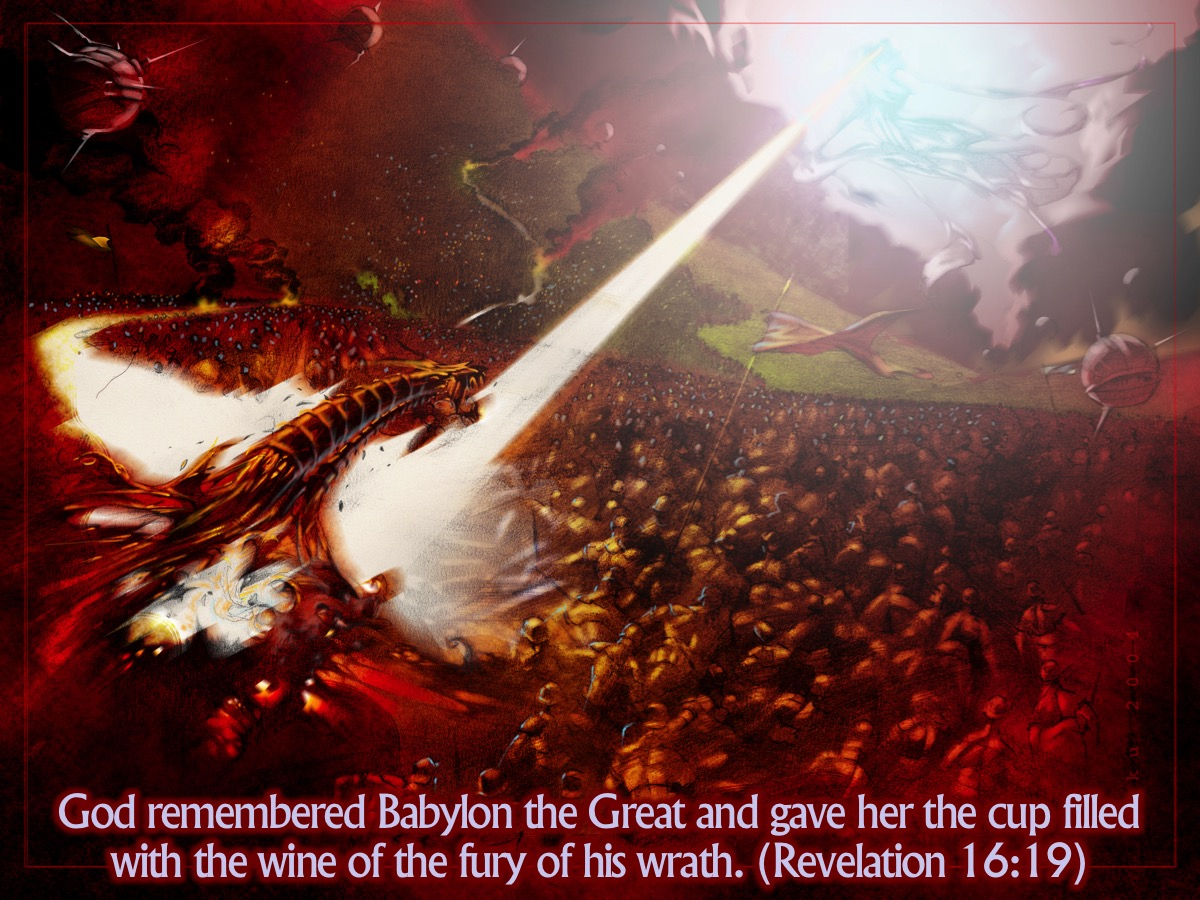 God remembered Babylon the Great and gave her the cup filled
with the wine of the fury of his wrath. (Revelation 16:19)